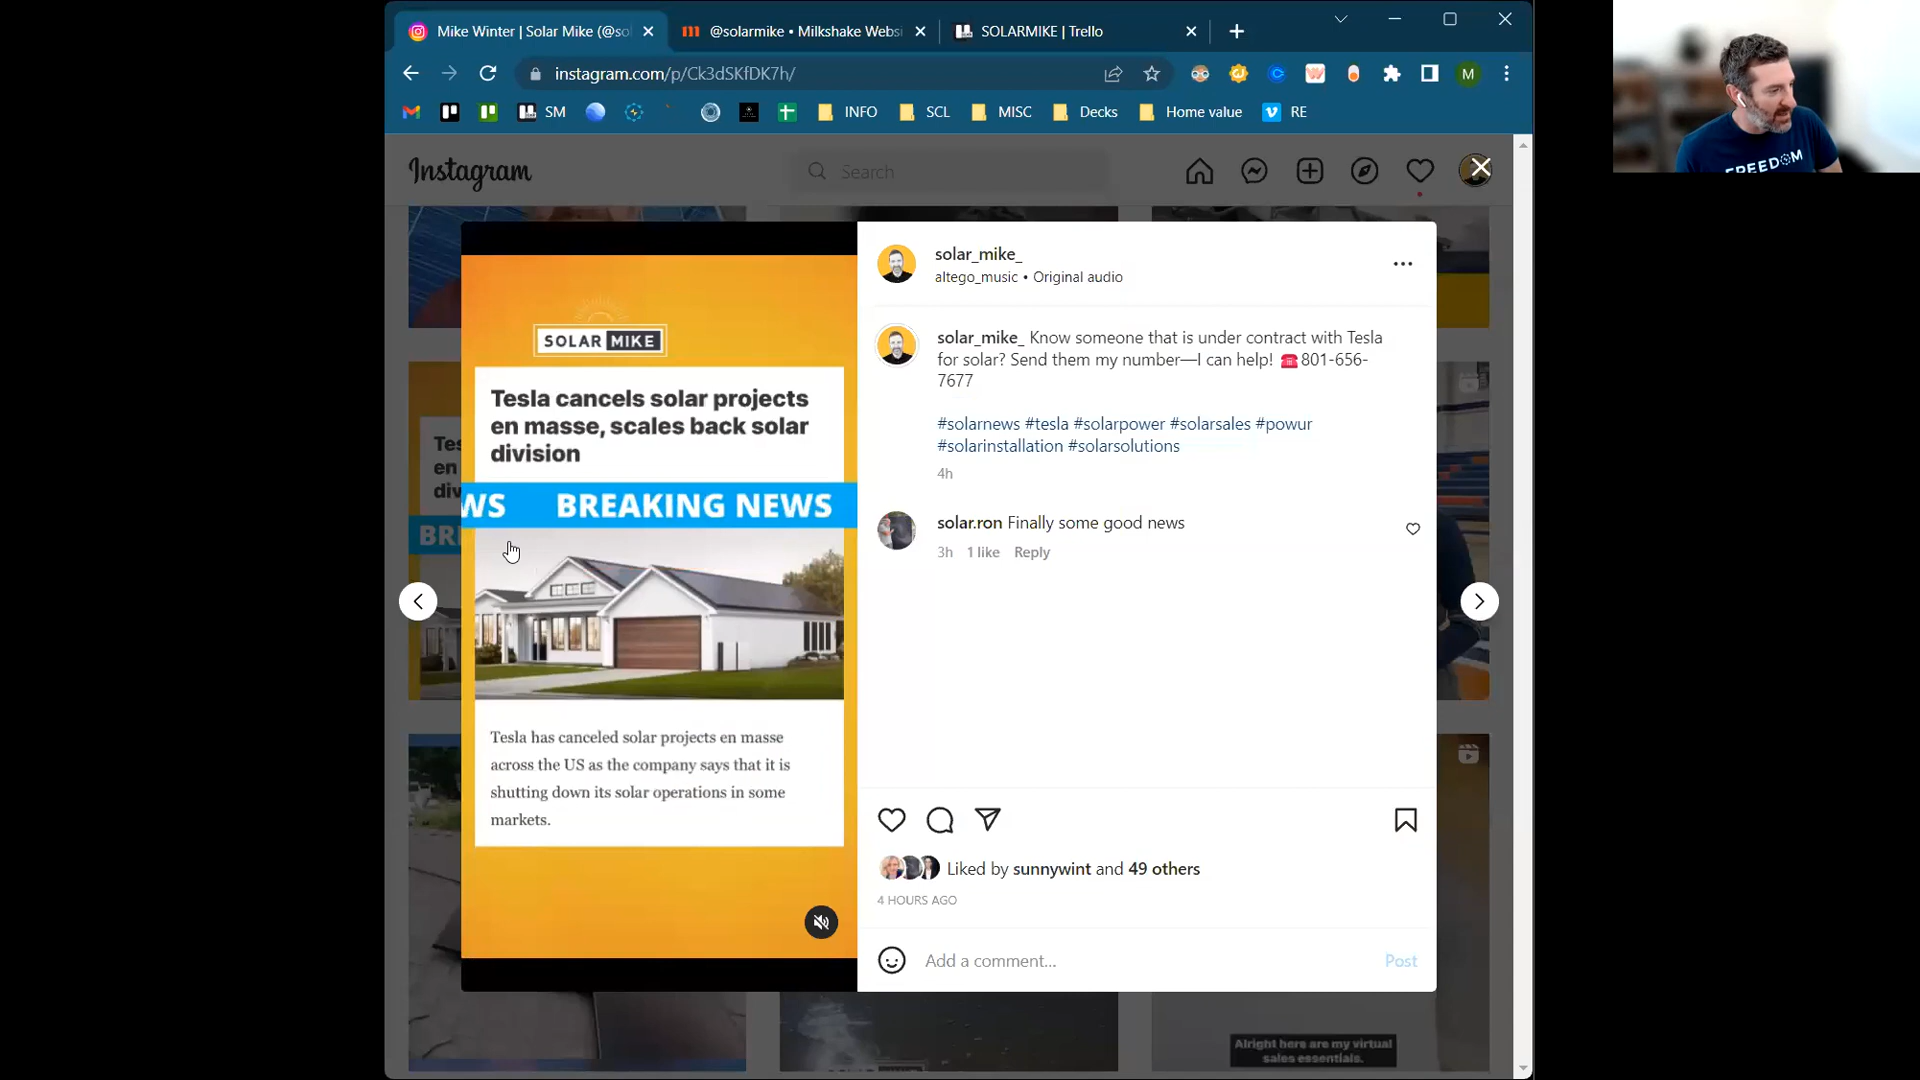 Mike Winter | Solar Mike (@sol
@solarmike • Milkshake Websi
SOLARMIKE | Trello
instagram.com/p/Ck3dSKfDK7h/
M
SM
INFO
SCL
MISC
Decks
Home value
RE
Instagram
Search
SOLAR MIKE
Tesla cancels solar projects
en masse, scales back solar
division
WS BREAKING NEWS
Tesla has canceled solar projects en masse
across the US as the company says that it is
shutting down its solar operations in some
markets.
solar_mike_
altego_music • Original audio
solar_mike_ Know someone that is under contract with Tesla
for solar? Send them my number—I can help! ☎️801-656-
7677
#solarnews #tesla #solarpower #solarsales #powur
#solarinstallation #solarsolutions
4h
solar.ron Finally some good news
3h 1 like Reply
Liked by sunnywint and 49 others
4 HOURS AGO
Add a comment...
Post
Tes
en
div
BRE
Alright here are my virtual
sales essentials.
FREEDOM